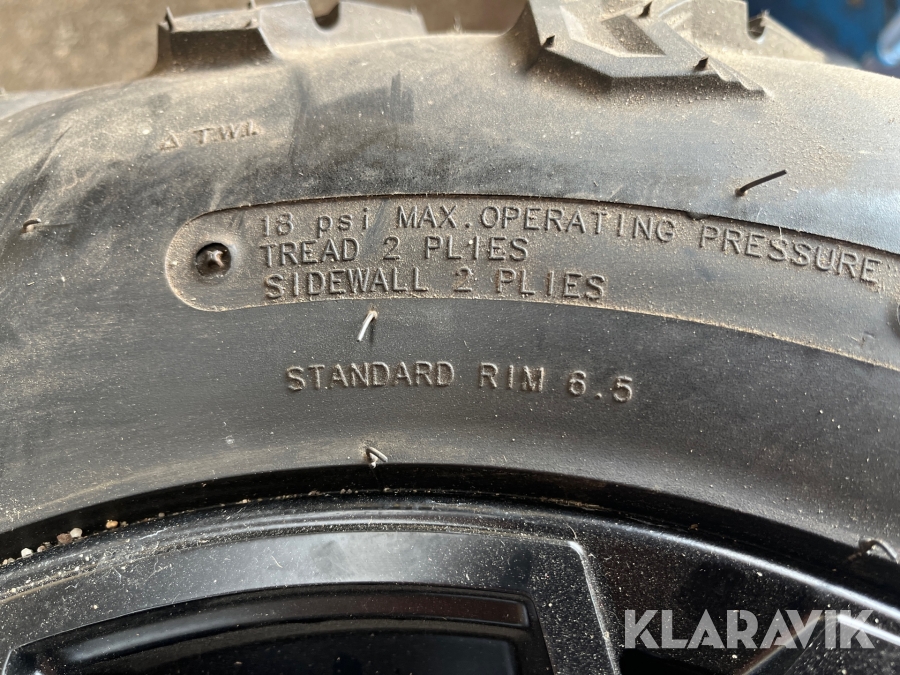 △ T.W.I.
18 psi MAX. OPERATING PRESSURE
TREAD 2 PLIES
SIDEWALL 2 PLIES
STANDARD RIM 6.5
KLARAVIK